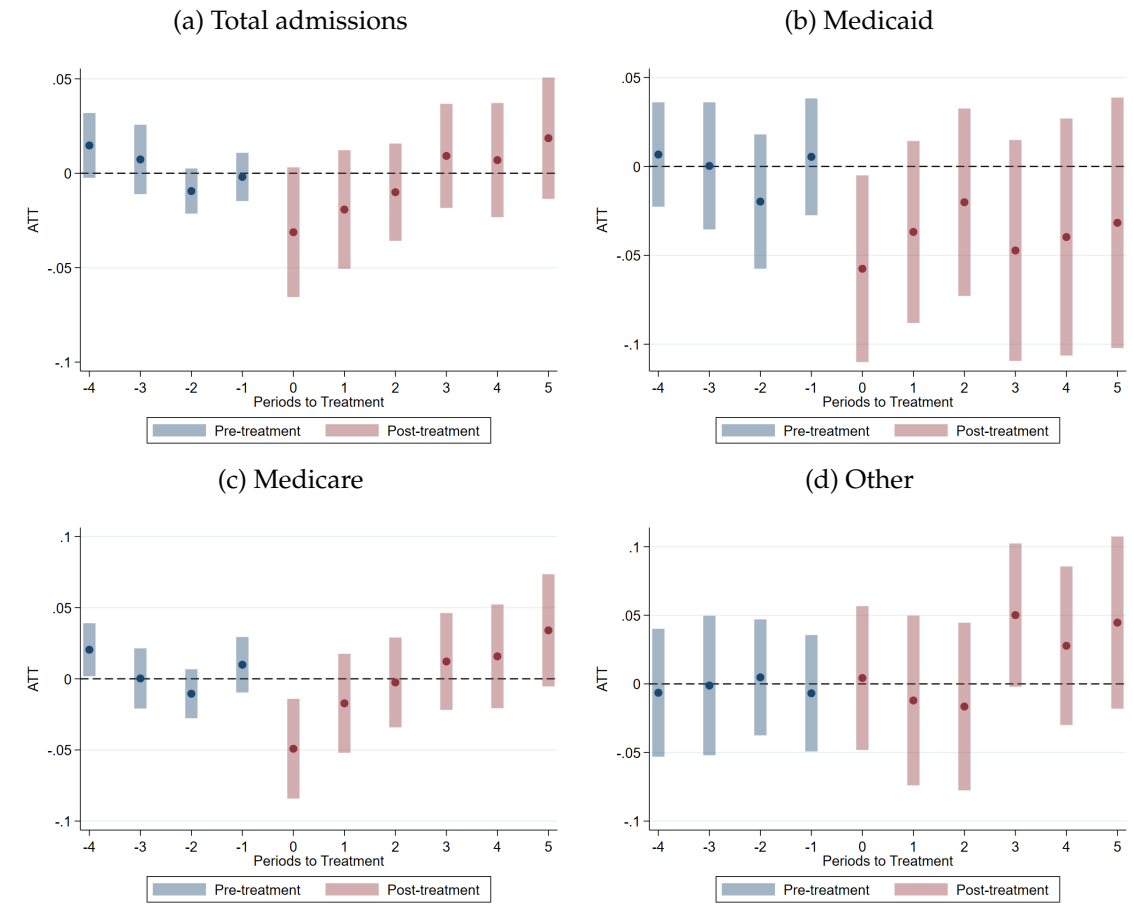 (a) Total admissions
.05
0
-.05
-.1
ATT
-4 -3 -2 -1 0 1 2 3 4 5
Periods to Treatment
Pre-treatment Post-treatment
(b) Medicaid
.05
0
-.05
-.1
ATT
-4 -3 -2 -1 0 1 2 3 4 5
Periods to Treatment
Pre-treatment Post-treatment
(c) Medicare
.1
.05
0
-.05
-.1
ATT
-4 -3 -2 -1 0 1 2 3 4 5
Periods to Treatment
Pre-treatment Post-treatment
(d) Other
.1
.05
0
-.05
-.1
ATT
-4 -3 -2 -1 0 1 2 3 4 5
Periods to Treatment
Pre-treatment Post-treatment